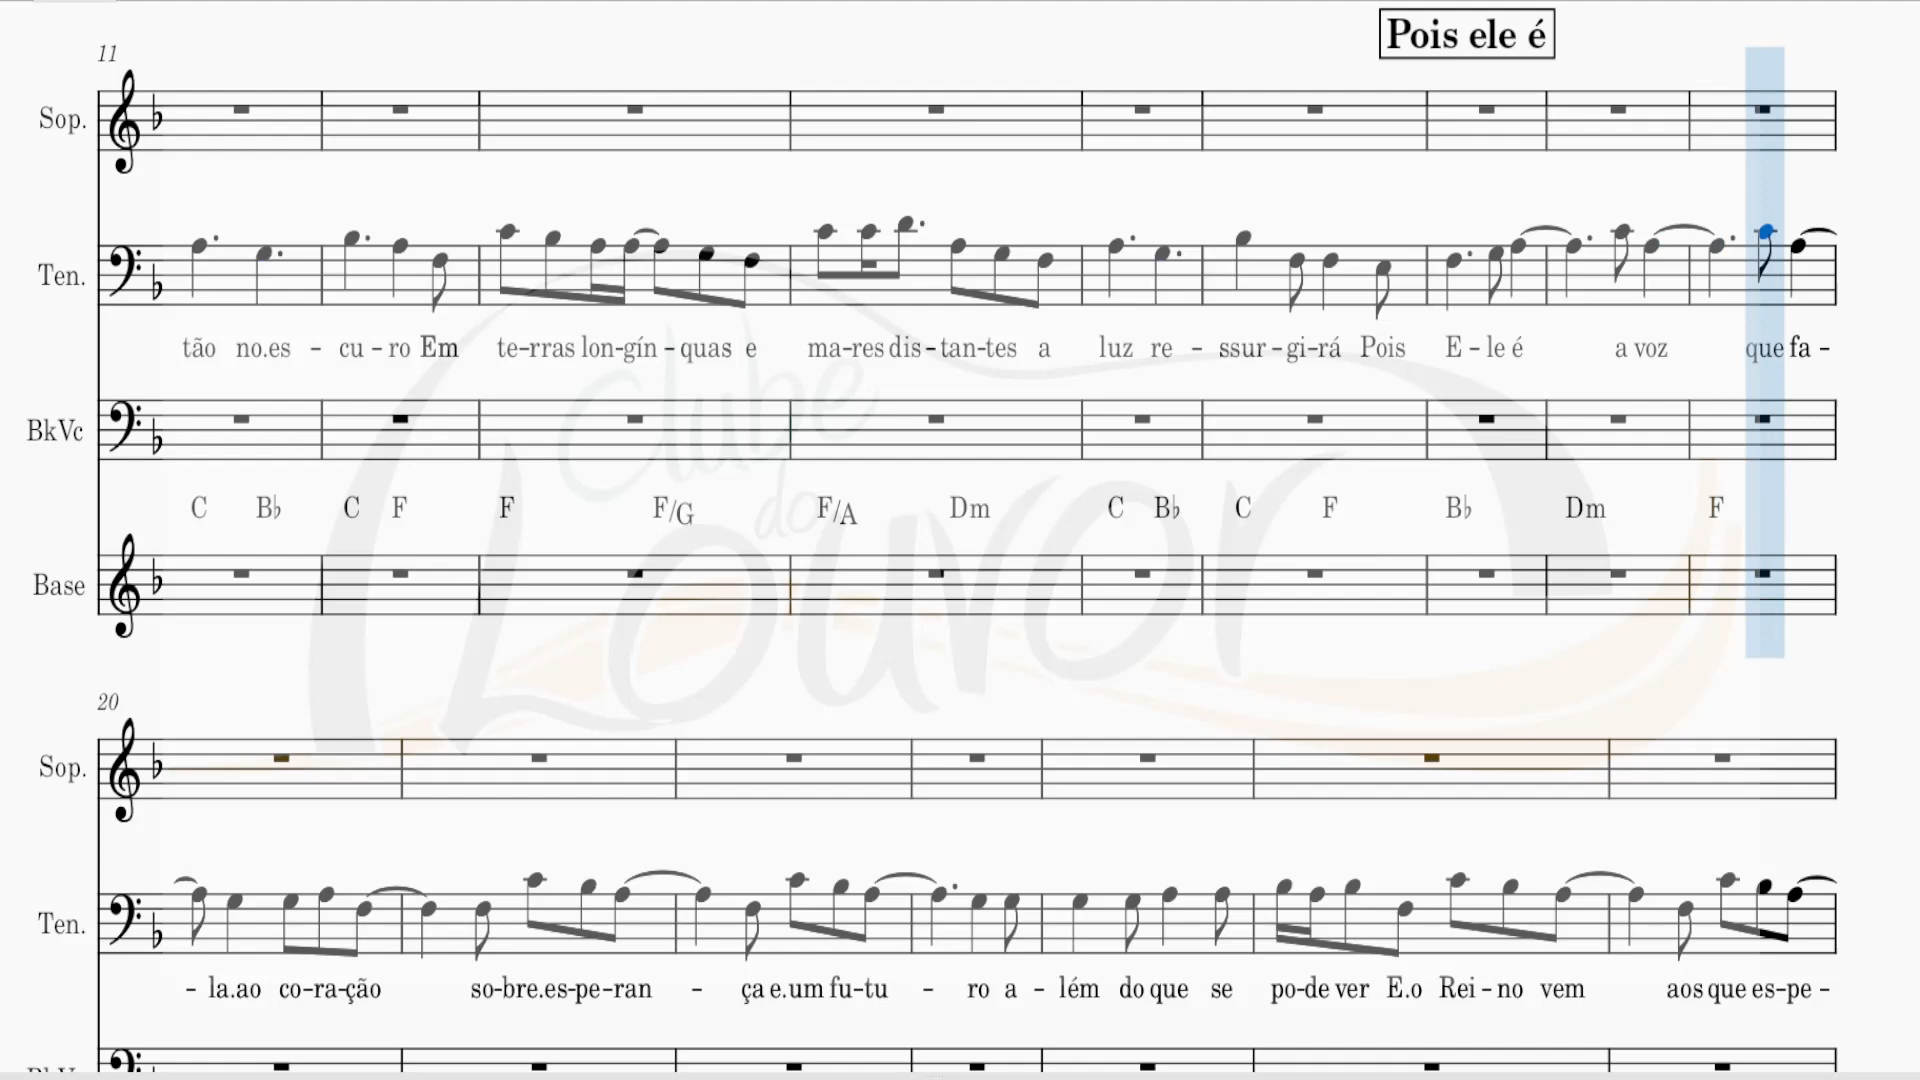 Pois ele é
11
Sop.
Ten.
tão no.es - cu - ro Em te-rras lon-gín - quas e ma-res dis-tan-tes a luz re - ssur-gi-rá Pois E - le é a voz que fa -
BkVc
C B♭ C F F F/G F/A Dm C B♭ C F B♭ Dm F
Base
Clube
do
Louvor
20
Sop.
Ten.
- la.ao co-ra-ção so-bre.es-pe-ran - ça e.um fu-tu - ro a - lém do que se po-de ver E.o Rei - no vem aos que es-pe -